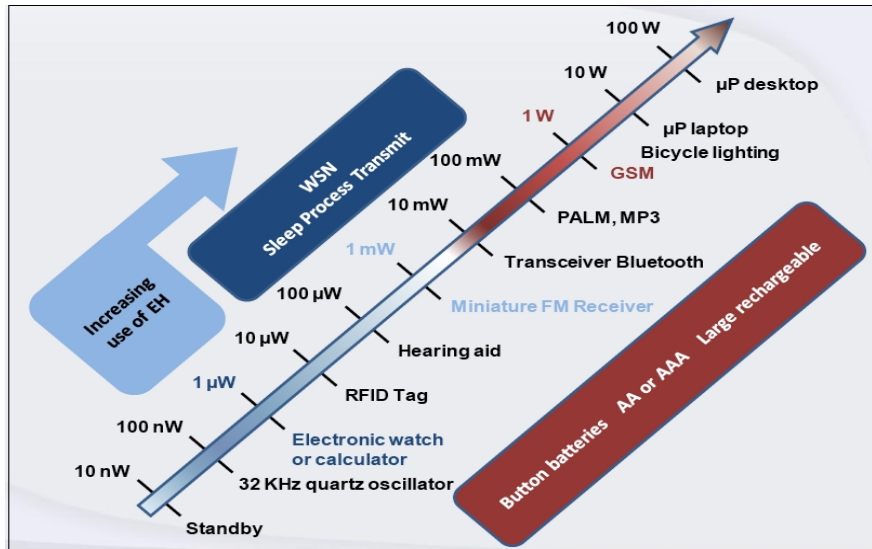 100 W
10 W
1 W
100 mW
10 mW
1 mW
100 µW
10 µW
1 µW
100 nW
10 nW
µP desktop
µP laptop
Bicycle lighting
GSM
PALM, MP3
Transceiver Bluetooth
Miniature FM Receiver
Hearing aid
RFID Tag
Electronic watch
or calculator
32 KHz quartz oscillator
Standby
WSN
Sleep Process Transmit
Increasing
use of EH
Button batteries AA or AAA Large rechargeable